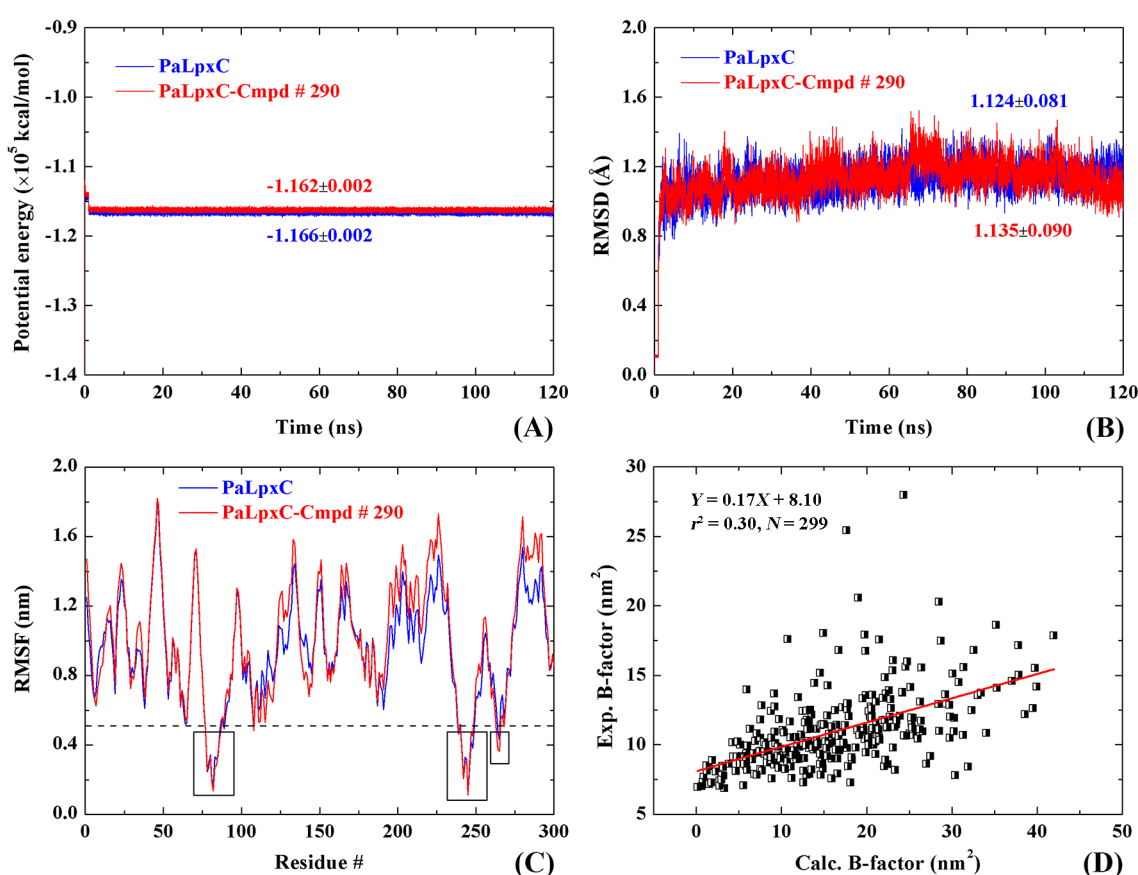 -0.9
-1.0
-1.1
-1.2
-1.3
-1.4
Potential energy (×10⁵ kcal/mol)
PaLpxC
PaLpxC-Cmpd # 290
-1.162±0.002
-1.166±0.002
0 20 40 60 80 100 120
Time (ns)
(A)
2.0
1.6
1.2
0.8
0.4
0.0
RMSD (Å)
PaLpxC
PaLpxC-Cmpd # 290
1.124±0.081
1.135±0.090
0 20 40 60 80 100 120
Time (ns)
(B)
2.0
1.6
1.2
0.8
0.4
0.0
RMSF (nm)
PaLpxC
PaLpxC-Cmpd # 290
0 50 100 150 200 250 300
Residue #
(C)
30
25
20
15
10
5
Exp. B-factor (nm²)
Y = 0.17X + 8.10
r² = 0.30, N = 299
0 10 20 30 40 50
Calc. B-factor (nm²)
(D)